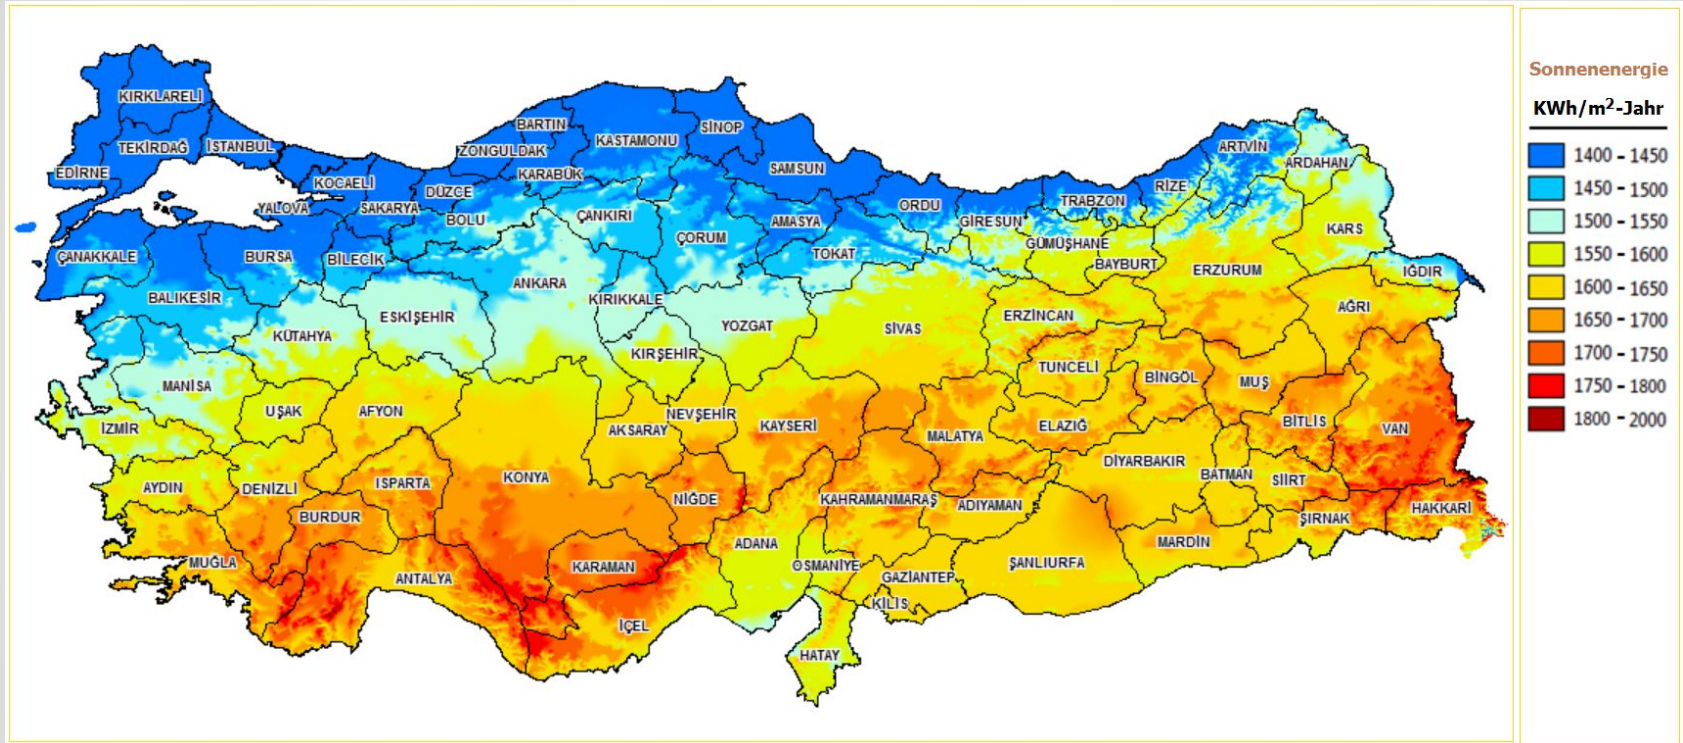 KIRKLARELİ
TEKİRDAĞ
İSTANBUL
EDİRNE
KOCAELİ
YALOVA
SAKARYA
DÜZCE
BOLU
ZONGULDAK
BARTIN
KARABÜK
KASTAMONU
SİNOP
SAMSUN
ÇANKIRI
ÇORUM
AMASYA
TOKAT
ORDU
GİRESUN
TRABZON
RİZE
ARTVİN
ARDAHAN
GÜMÜŞHANE
BAYBURT
KARS
ERZURUM
IĞDIR
AĞRI
ÇANAKKALE
BALIKESİR
BURSA
BİLECİK
KÜTAHYA
ESKİŞEHİR
ANKARA
KIRIKKALE
KIRŞEHİR
YOZGAT
SİVAS
ERZİNCAN
TUNCELİ
BİNGÖL
MUŞ
BİTLİS
VAN
MANİSA
İZMİR
UŞAK
AFYON
AKSARAY
NEVŞEHİR
KAYSERİ
MALATYA
ELAZIĞ
DİYARBAKIR
BATMAN
SİİRT
AYDIN
DENİZLİ
ISPARTA
BURDUR
KONYA
NİĞDE
KAHRAMANMARAŞ
ADIYAMAN
ŞIRNAK
HAKKARİ
MUĞLA
ANTALYA
KARAMAN
ADANA
OSMANİYE
GAZİANTEP
KİLİS
ŞANLIURFA
MARDİN
İÇEL
HATAY
Sonnenenergie
KWh/m²-Jahr
1400 - 1450
1450 - 1500
1500 - 1550
1550 - 1600
1600 - 1650
1650 - 1700
1700 - 1750
1750 - 1800
1800 - 2000